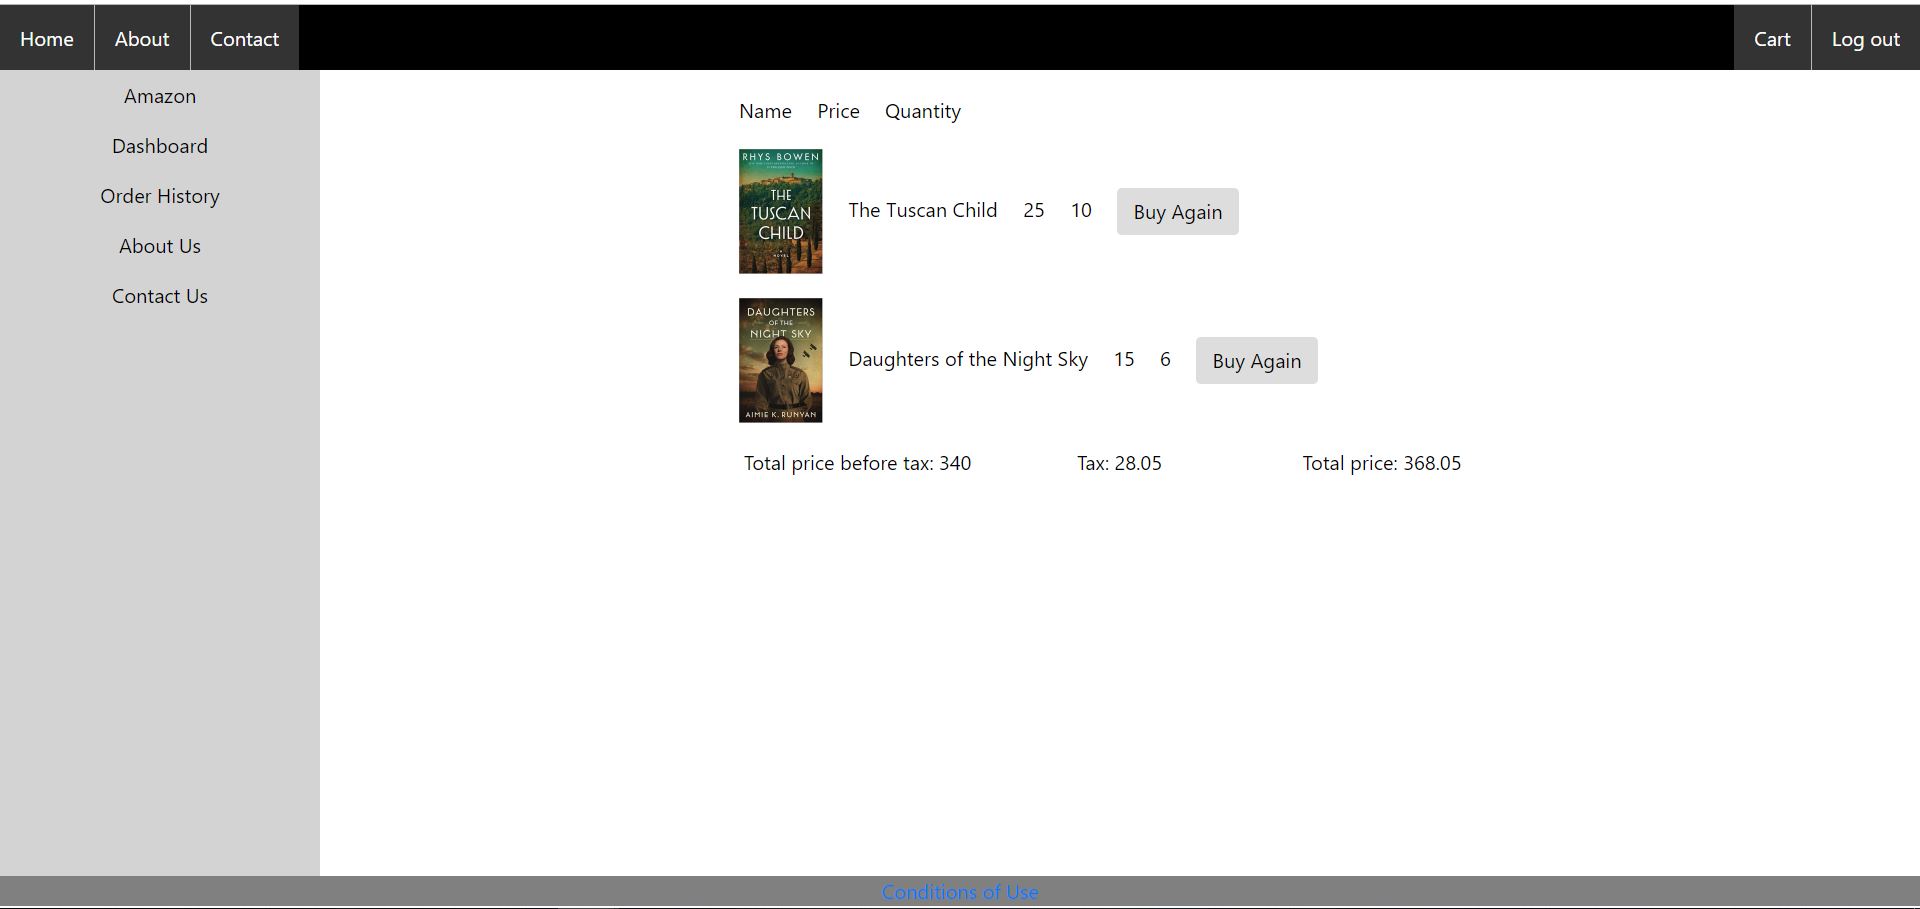 Home About Contact Cart Log out
Amazon
Dashboard
Order History
About Us
Contact Us
Name Price Quantity
RHYS BOWEN
THE
TUSCAN
CHILD
A
NOVEL
The Tuscan Child 25 10 Buy Again
DAUGHTERS
OF THE
NIGHT SKY
AIMIE K. RUNYAN
Daughters of the Night Sky 15 6 Buy Again
Total price before tax: 340 Tax: 28.05 Total price: 368.05
Conditions of Use